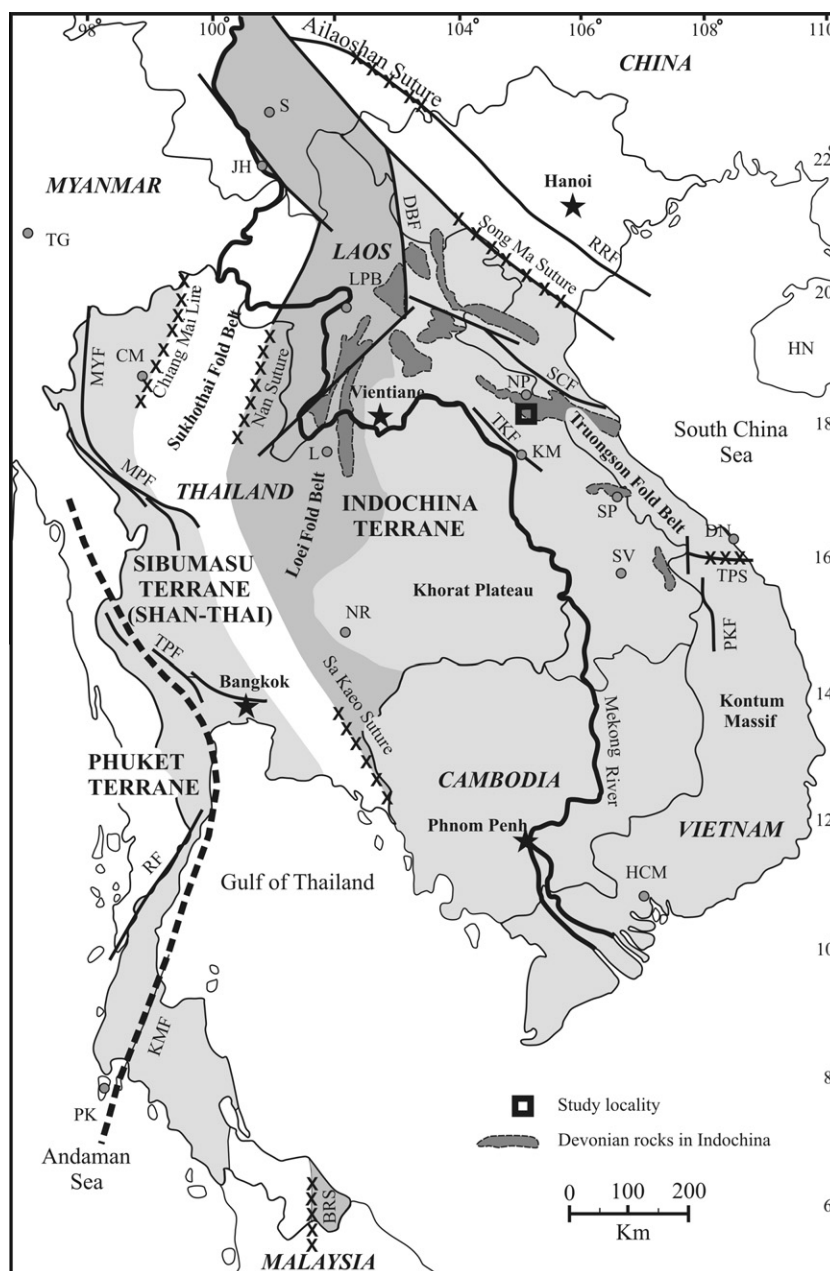 98
100
104
106
108
110
Ailaoshan Suture
CHINA
S
22
JH
MYANMAR
Hanoi
TG
DBF
LAOS
Song Ma Suture
RRF
LPB
20
Chiang Mai Line
MYF
CM
Sukhothai Fold Belt
Nan Suture
HN
SCF
NP
Vientiane
18
TKF
Truongson Fold Belt
South China
Sea
L
KM
MPF
THAILAND
INDOCHINA
TERRANE
Loei Fold Belt
SP
DN
SIBUMASU
TERRANE
(SHAN-THAI)
SV
16
TPS
Khorat Plateau
NR
PKF
TPF
Bangkok
Sa Kaeo Suture
Kontum
Massif
14
Mekong River
PHUKET
TERRANE
CAMBODIA
Phnom Penh
12
VIETNAM
RF
Gulf of Thailand
HCM
10
KMF
PK
8
Andaman
Sea
Study locality
Devonian rocks in Indochina
BRS
0 100 200
Km
6
MALAYSIA